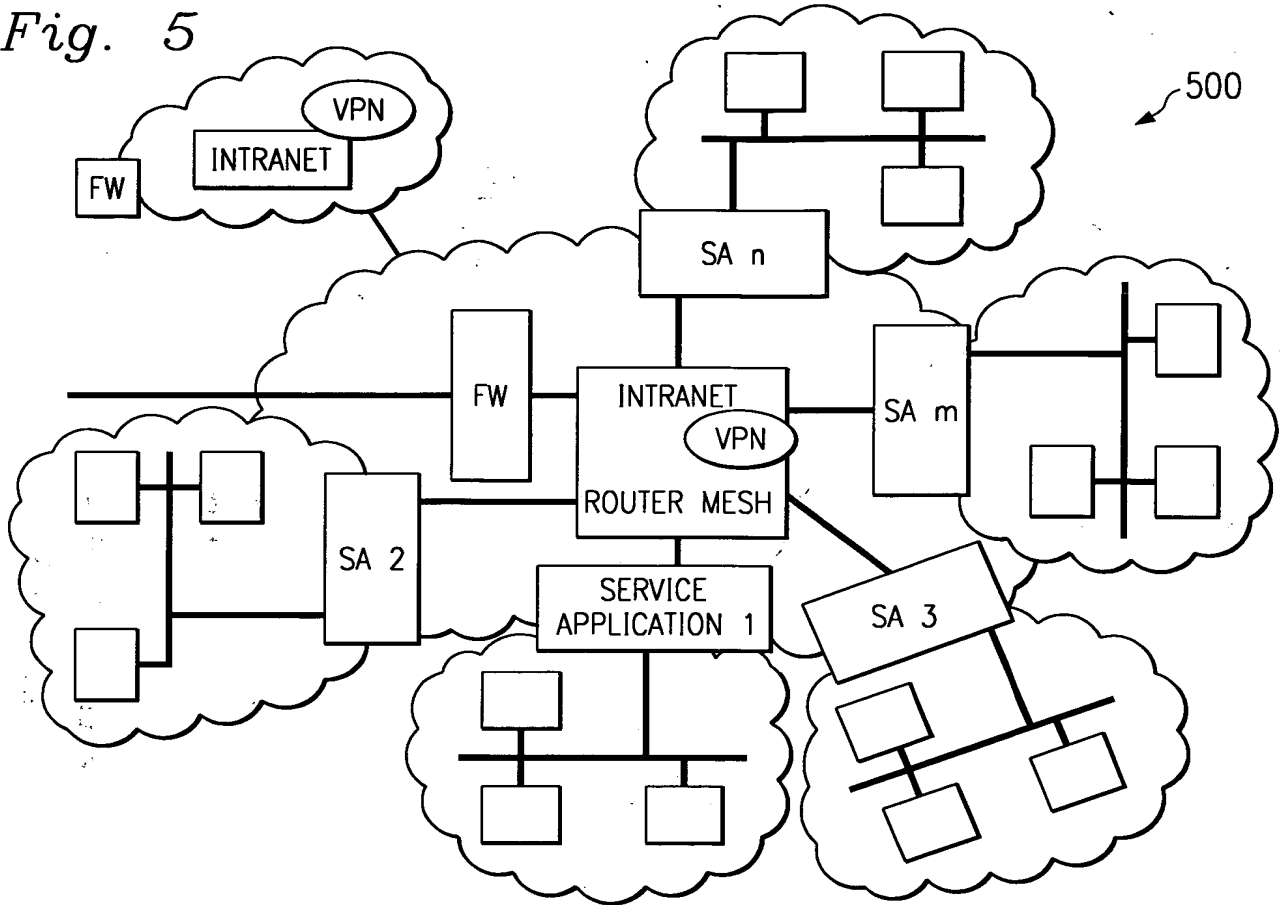 Fig. 5
500
VPN
INTRANET
FW
SA n
FW
INTRANET
VPN
ROUTER MESH
SA m
SA 2
SERVICE
APPLICATION 1
SA 3